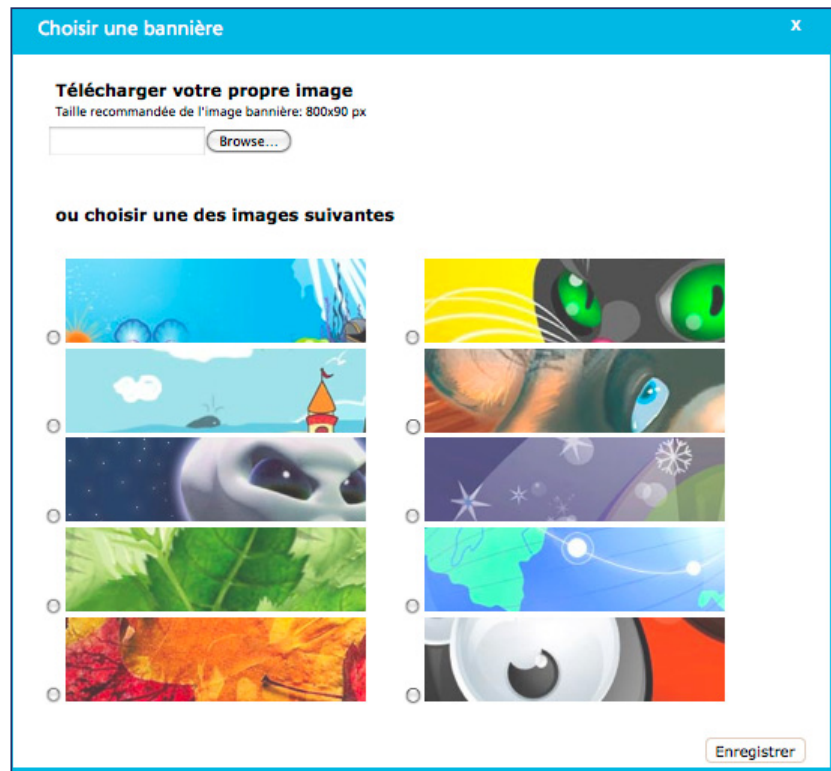 Choisir une bannière
x
Télécharger votre propre image
Taille recommandée de l'image bannière: 800x90 px
Browse...
ou choisir une des images suivantes
Enregistrer